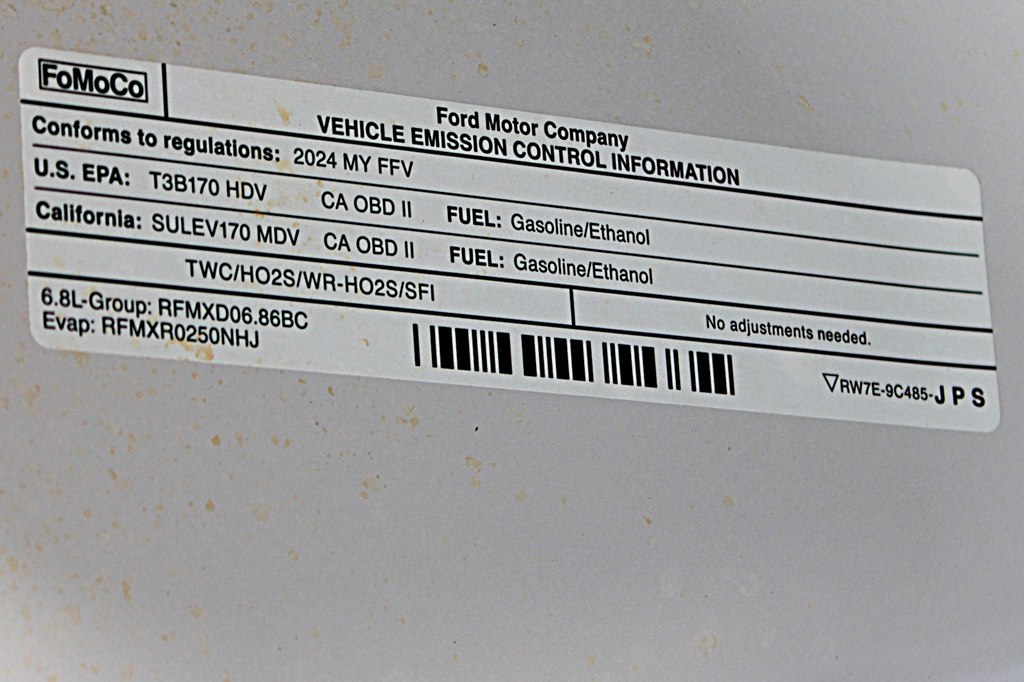 FoMoCo
Ford Motor Company
VEHICLE EMISSION CONTROL INFORMATION
Conforms to regulations: 2024 MY FFV
U.S. EPA: T3B170 HDV CA OBD II FUEL: Gasoline/Ethanol
California: SULEV170 MDV CA OBD II FUEL: Gasoline/Ethanol
TWC/HO2S/WR-HO2S/SFI
No adjustments needed.
6.8L-Group: RFMXD06.86BC
Evap: RFMXR0250NHJ
RW7E-9C485-JPS